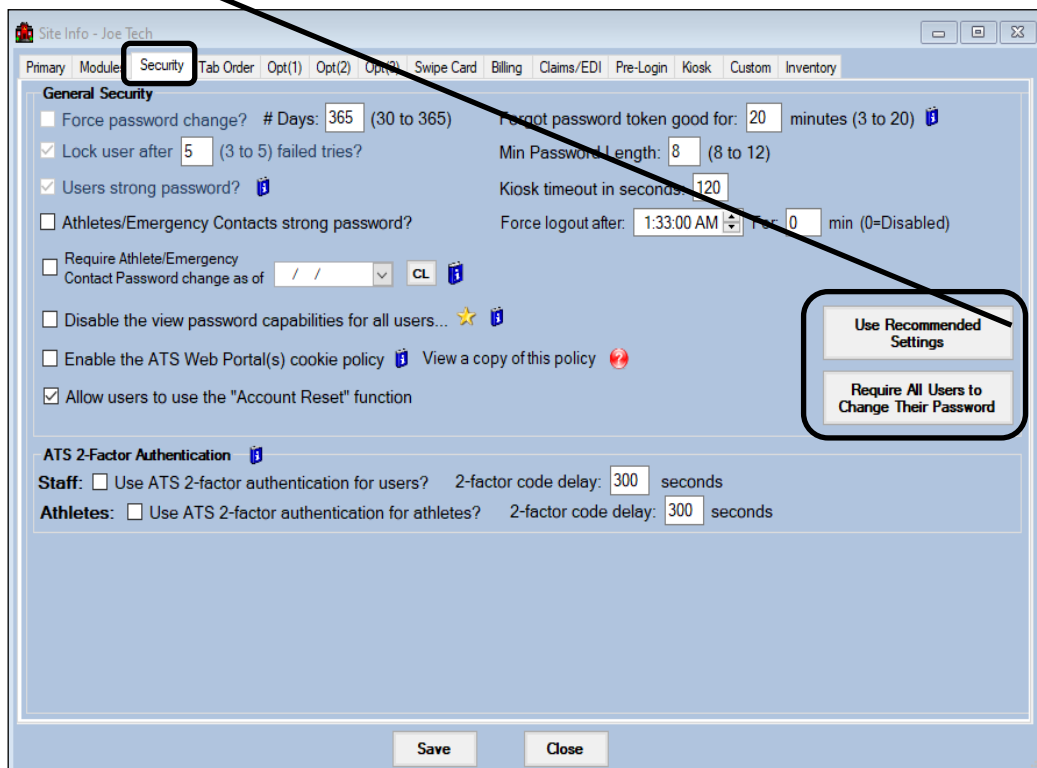 Site Info - Joe Tech
Primary Modules Security Tab Order Opt(1) Opt(2) Opt(3) Swipe Card Billing Claims/EDI Pre-Login Kiosk Custom Inventory
General Security
Force password change? # Days: 365 (30 to 365) Forgot password token good for: 20 minutes (3 to 20)
Lock user after 5 (3 to 5) failed tries? Min Password Length: 8 (8 to 12)
Users strong password? Kiosk timeout in seconds: 120
Athletes/Emergency Contacts strong password? Force logout after: 1:33:00 AM For 0 min (0=Disabled)
Require Athlete/Emergency
Contact Password change as of / / CL
Disable the view password capabilities for all users...
Use Recommended
Settings
Enable the ATS Web Portal(s) cookie policy View a copy of this policy ?
Allow users to use the "Account Reset" function
Require All Users to
Change Their Password
ATS 2-Factor Authentication
Staff: Use ATS 2-factor authentication for users? 2-factor code delay: 300 seconds
Athletes: Use ATS 2-factor authentication for athletes? 2-factor code delay: 300 seconds
Save Close